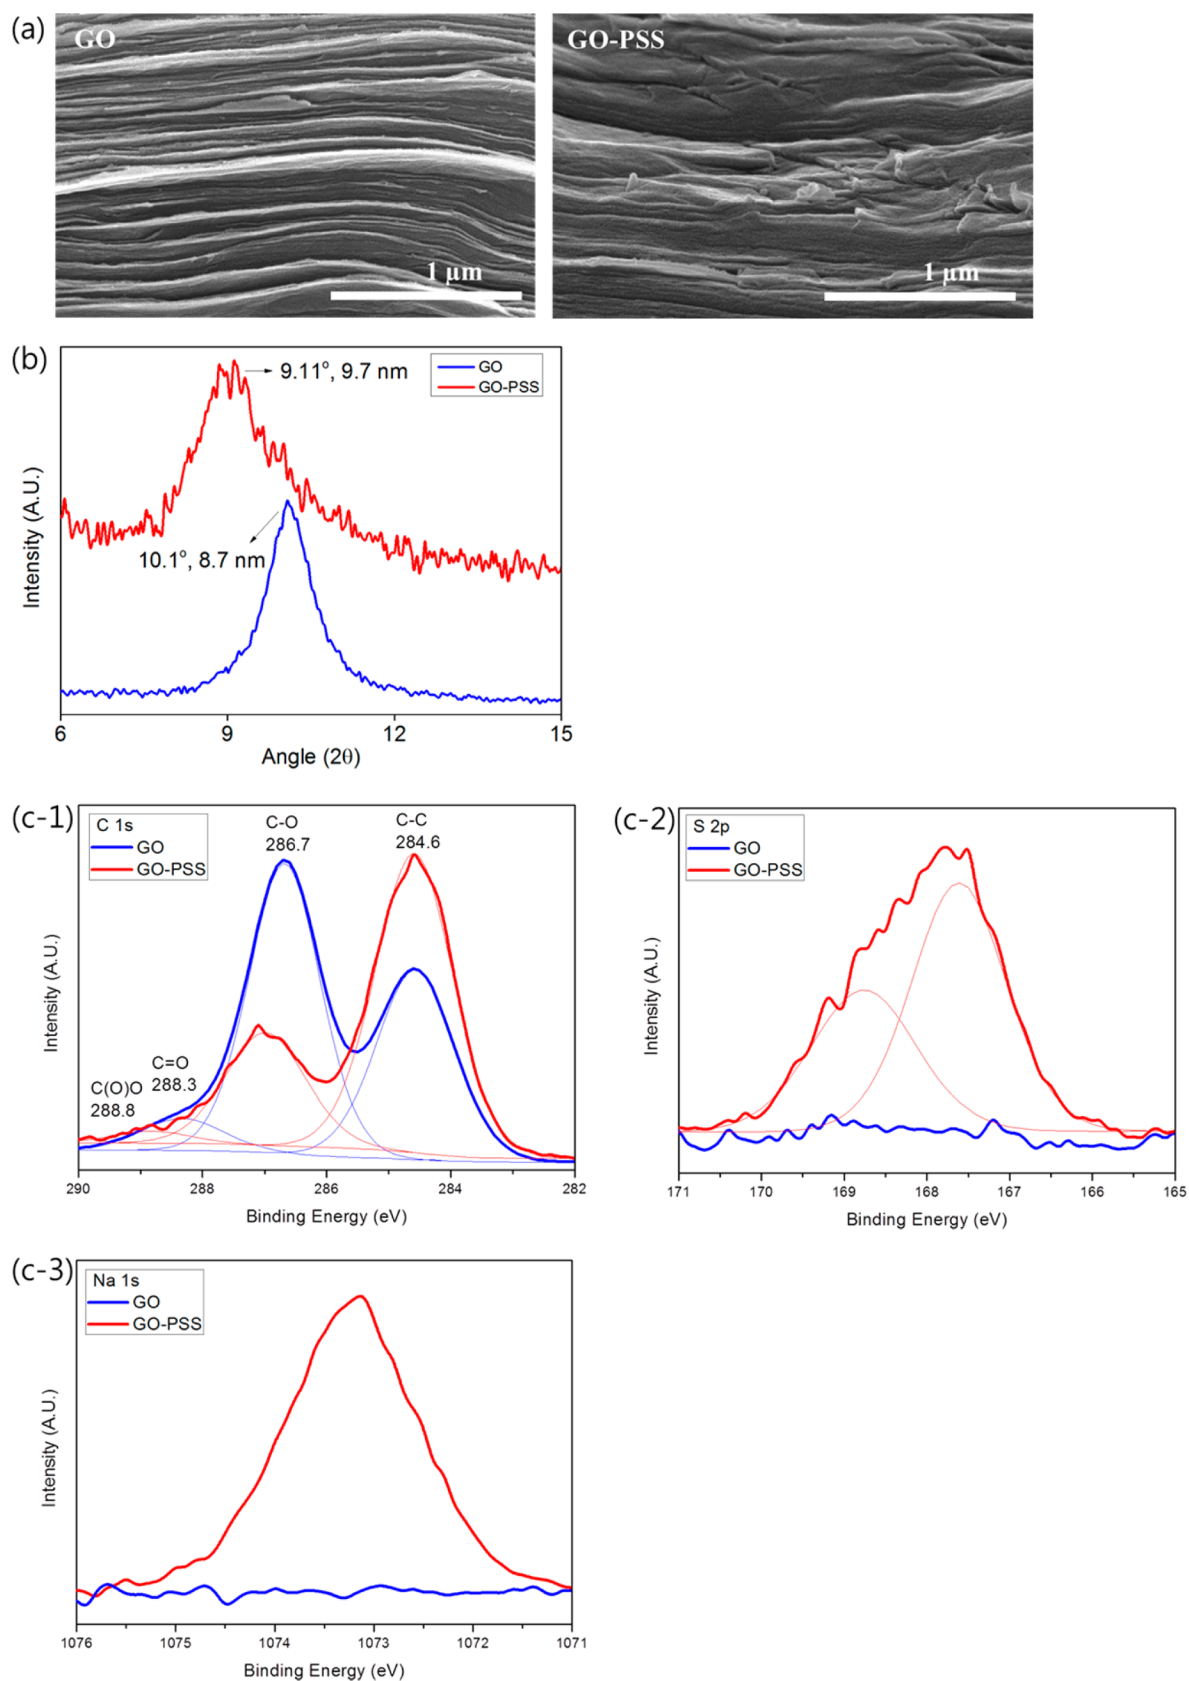 (a)
GO
1 μm
GO-PSS
1 μm
(b)
GO
GO-PSS
9.11°, 9.7 nm
10.1°, 8.7 nm
Intensity (A.U.)
6
9
12
15
Angle (2θ)
(c-1)
C 1s
GO
GO-PSS
C-O
286.7
C-C
284.6
C=O
288.3
C(O)O
288.8
Intensity (A.U.)
290
288
286
284
282
Binding Energy (eV)
(c-2)
S 2p
GO
GO-PSS
Intensity (A.U.)
171
170
169
168
167
166
165
Binding Energy (eV)
(c-3)
Na 1s
GO
GO-PSS
Intensity (A.U.)
1076
1075
1074
1073
1072
1071
Binding Energy (eV)